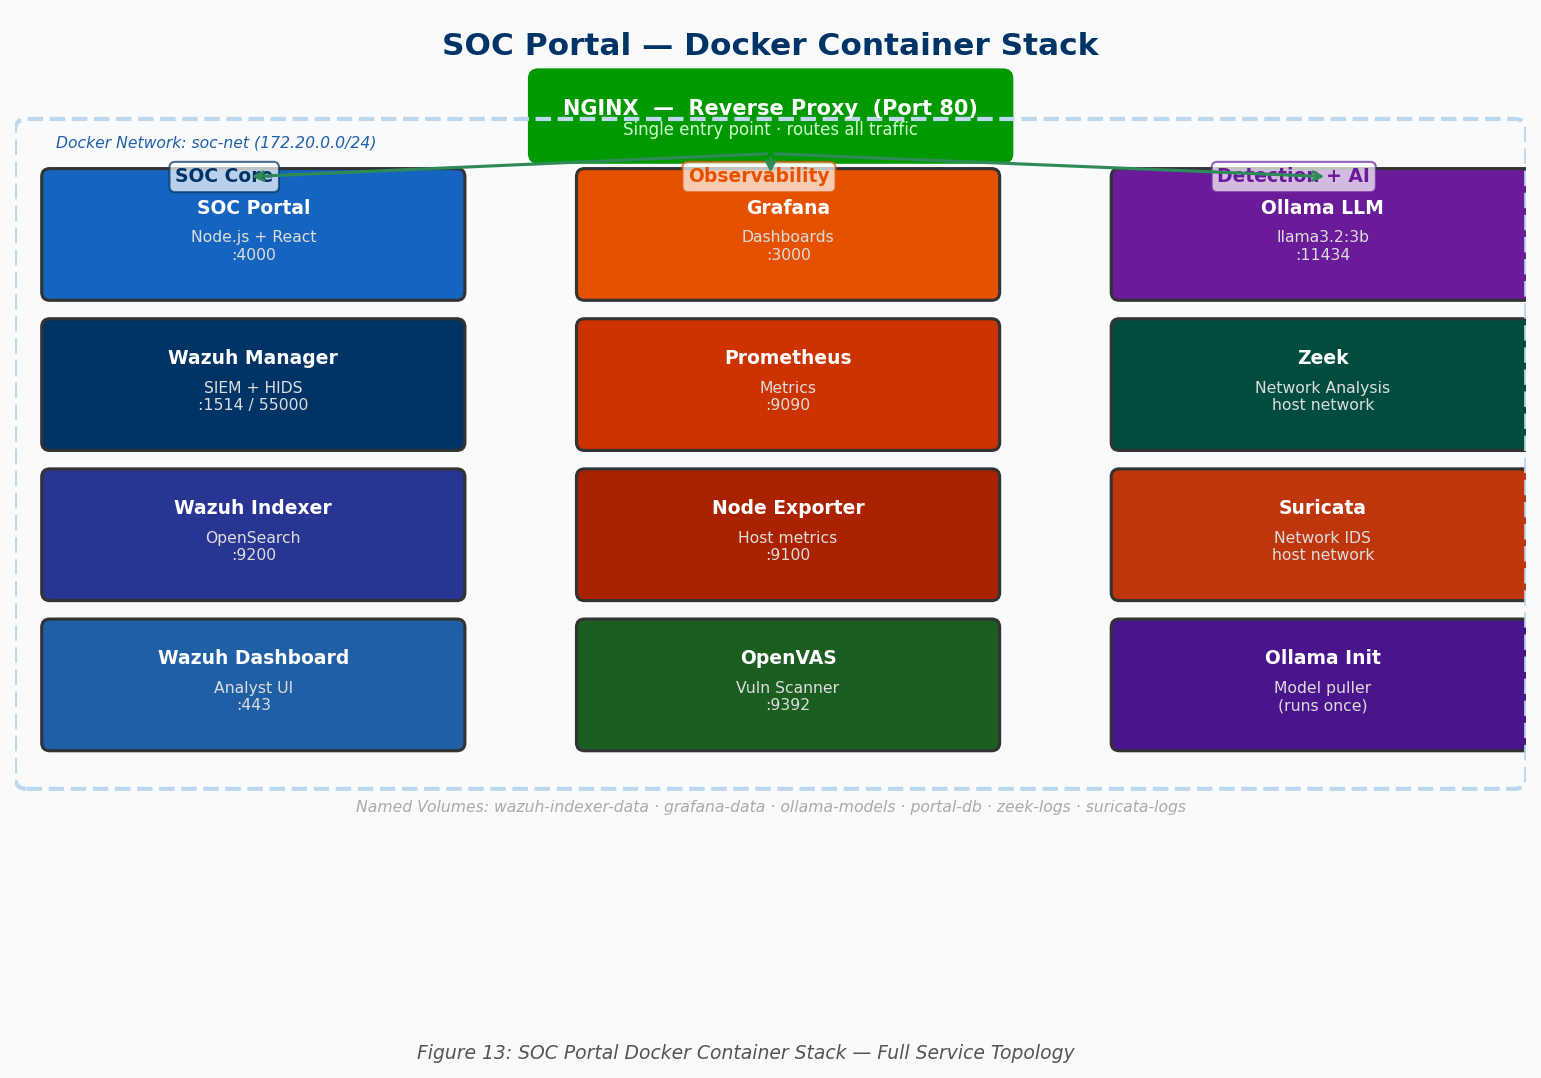 SOC Portal — Docker Container Stack
NGINX — Reverse Proxy (Port 80)
Single entry point · routes all traffic
Docker Network: soc-net (172.20.0.0/24)
SOC Core
SOC Portal
Node.js + React
:4000
Wazuh Manager
SIEM + HIDS
:1514 / 55000
Wazuh Indexer
OpenSearch
:9200
Wazuh Dashboard
Analyst UI
:443
Observability
Grafana
Dashboards
:3000
Prometheus
Metrics
:9090
Node Exporter
Host metrics
:9100
OpenVAS
Vuln Scanner
:9392
Detection + AI
Ollama LLM
llama3.2:3b
:11434
Zeek
Network Analysis
host network
Suricata
Network IDS
host network
Ollama Init
Model puller
(runs once)
Named Volumes: wazuh-indexer-data · grafana-data · ollama-models · portal-db · zeek-logs · suricata-logs
Figure 13: SOC Portal Docker Container Stack — Full Service Topology